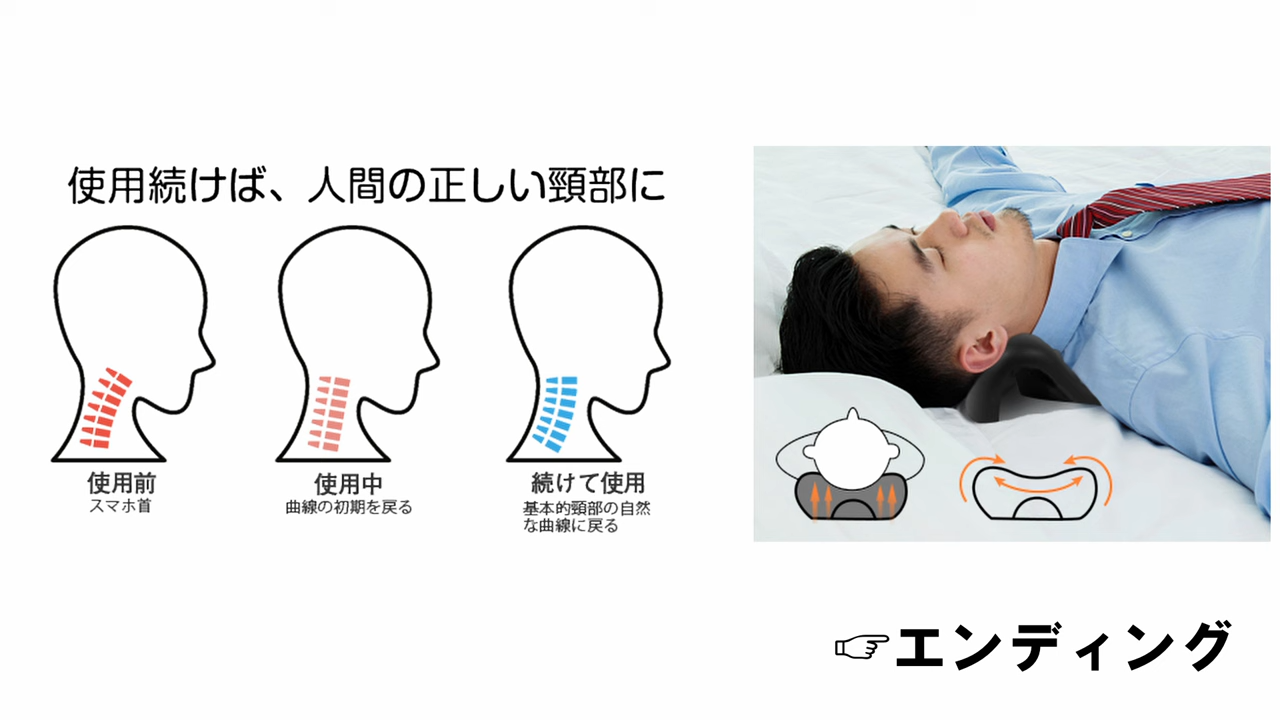 使用続けば、人間の正しい頸部に
使用前
スマホ首
使用中
曲線の初期を戻る
続けて使用
基本的頸部の自然
な曲線に戻る
☞エンディング